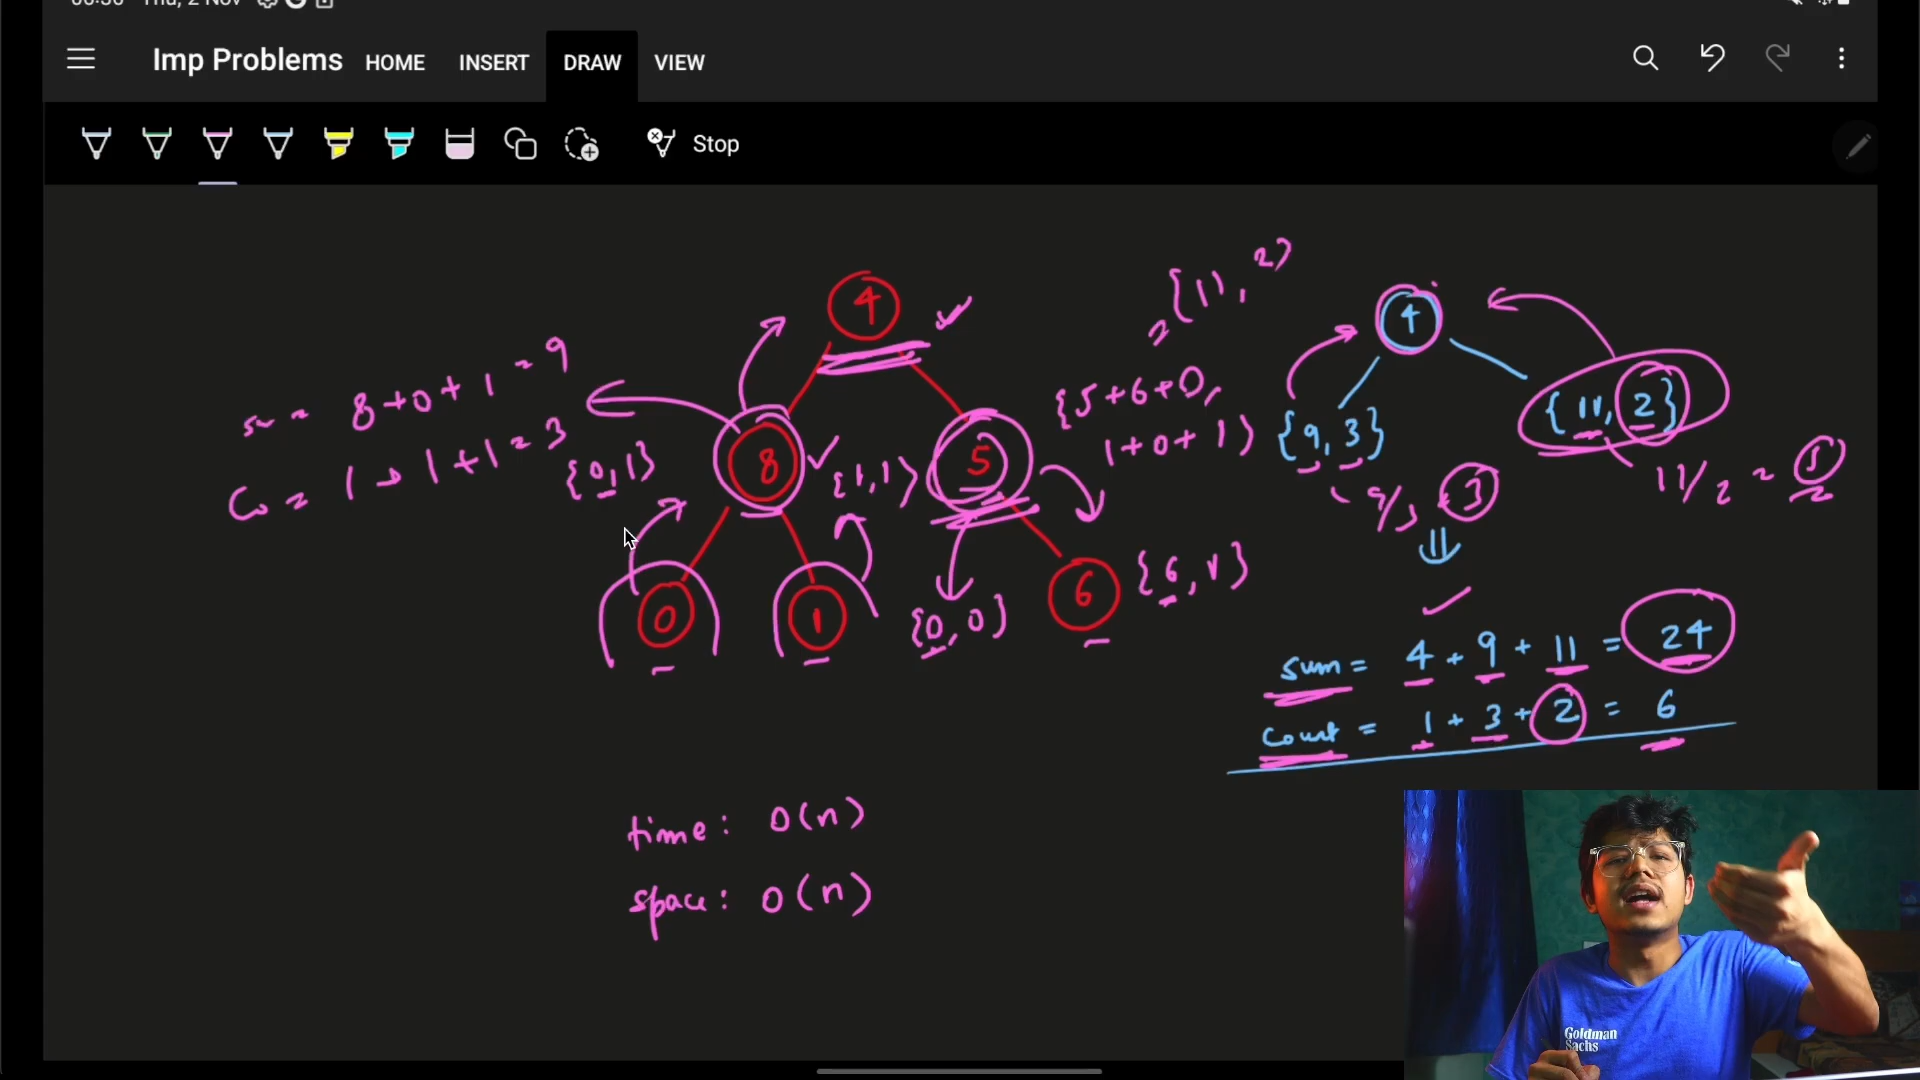 Imp Problems HOME INSERT DRAW VIEW
Stop
4
{11, 2}
= 8+0+1 = 9
1 → 1+1 = 3
{0,1}
8
{1,1}
5
{5+6+0,
1+0+1}
0
1
{0,0}
6
{6,1}
4
{9,3}
{11,2}
9/3
3
11/2 = 5
sum = 4 + 9 + 11 = 24
count = 1 + 3 + 2 = 6
time: O(n)
space: O(n)
Goldman
Sachs